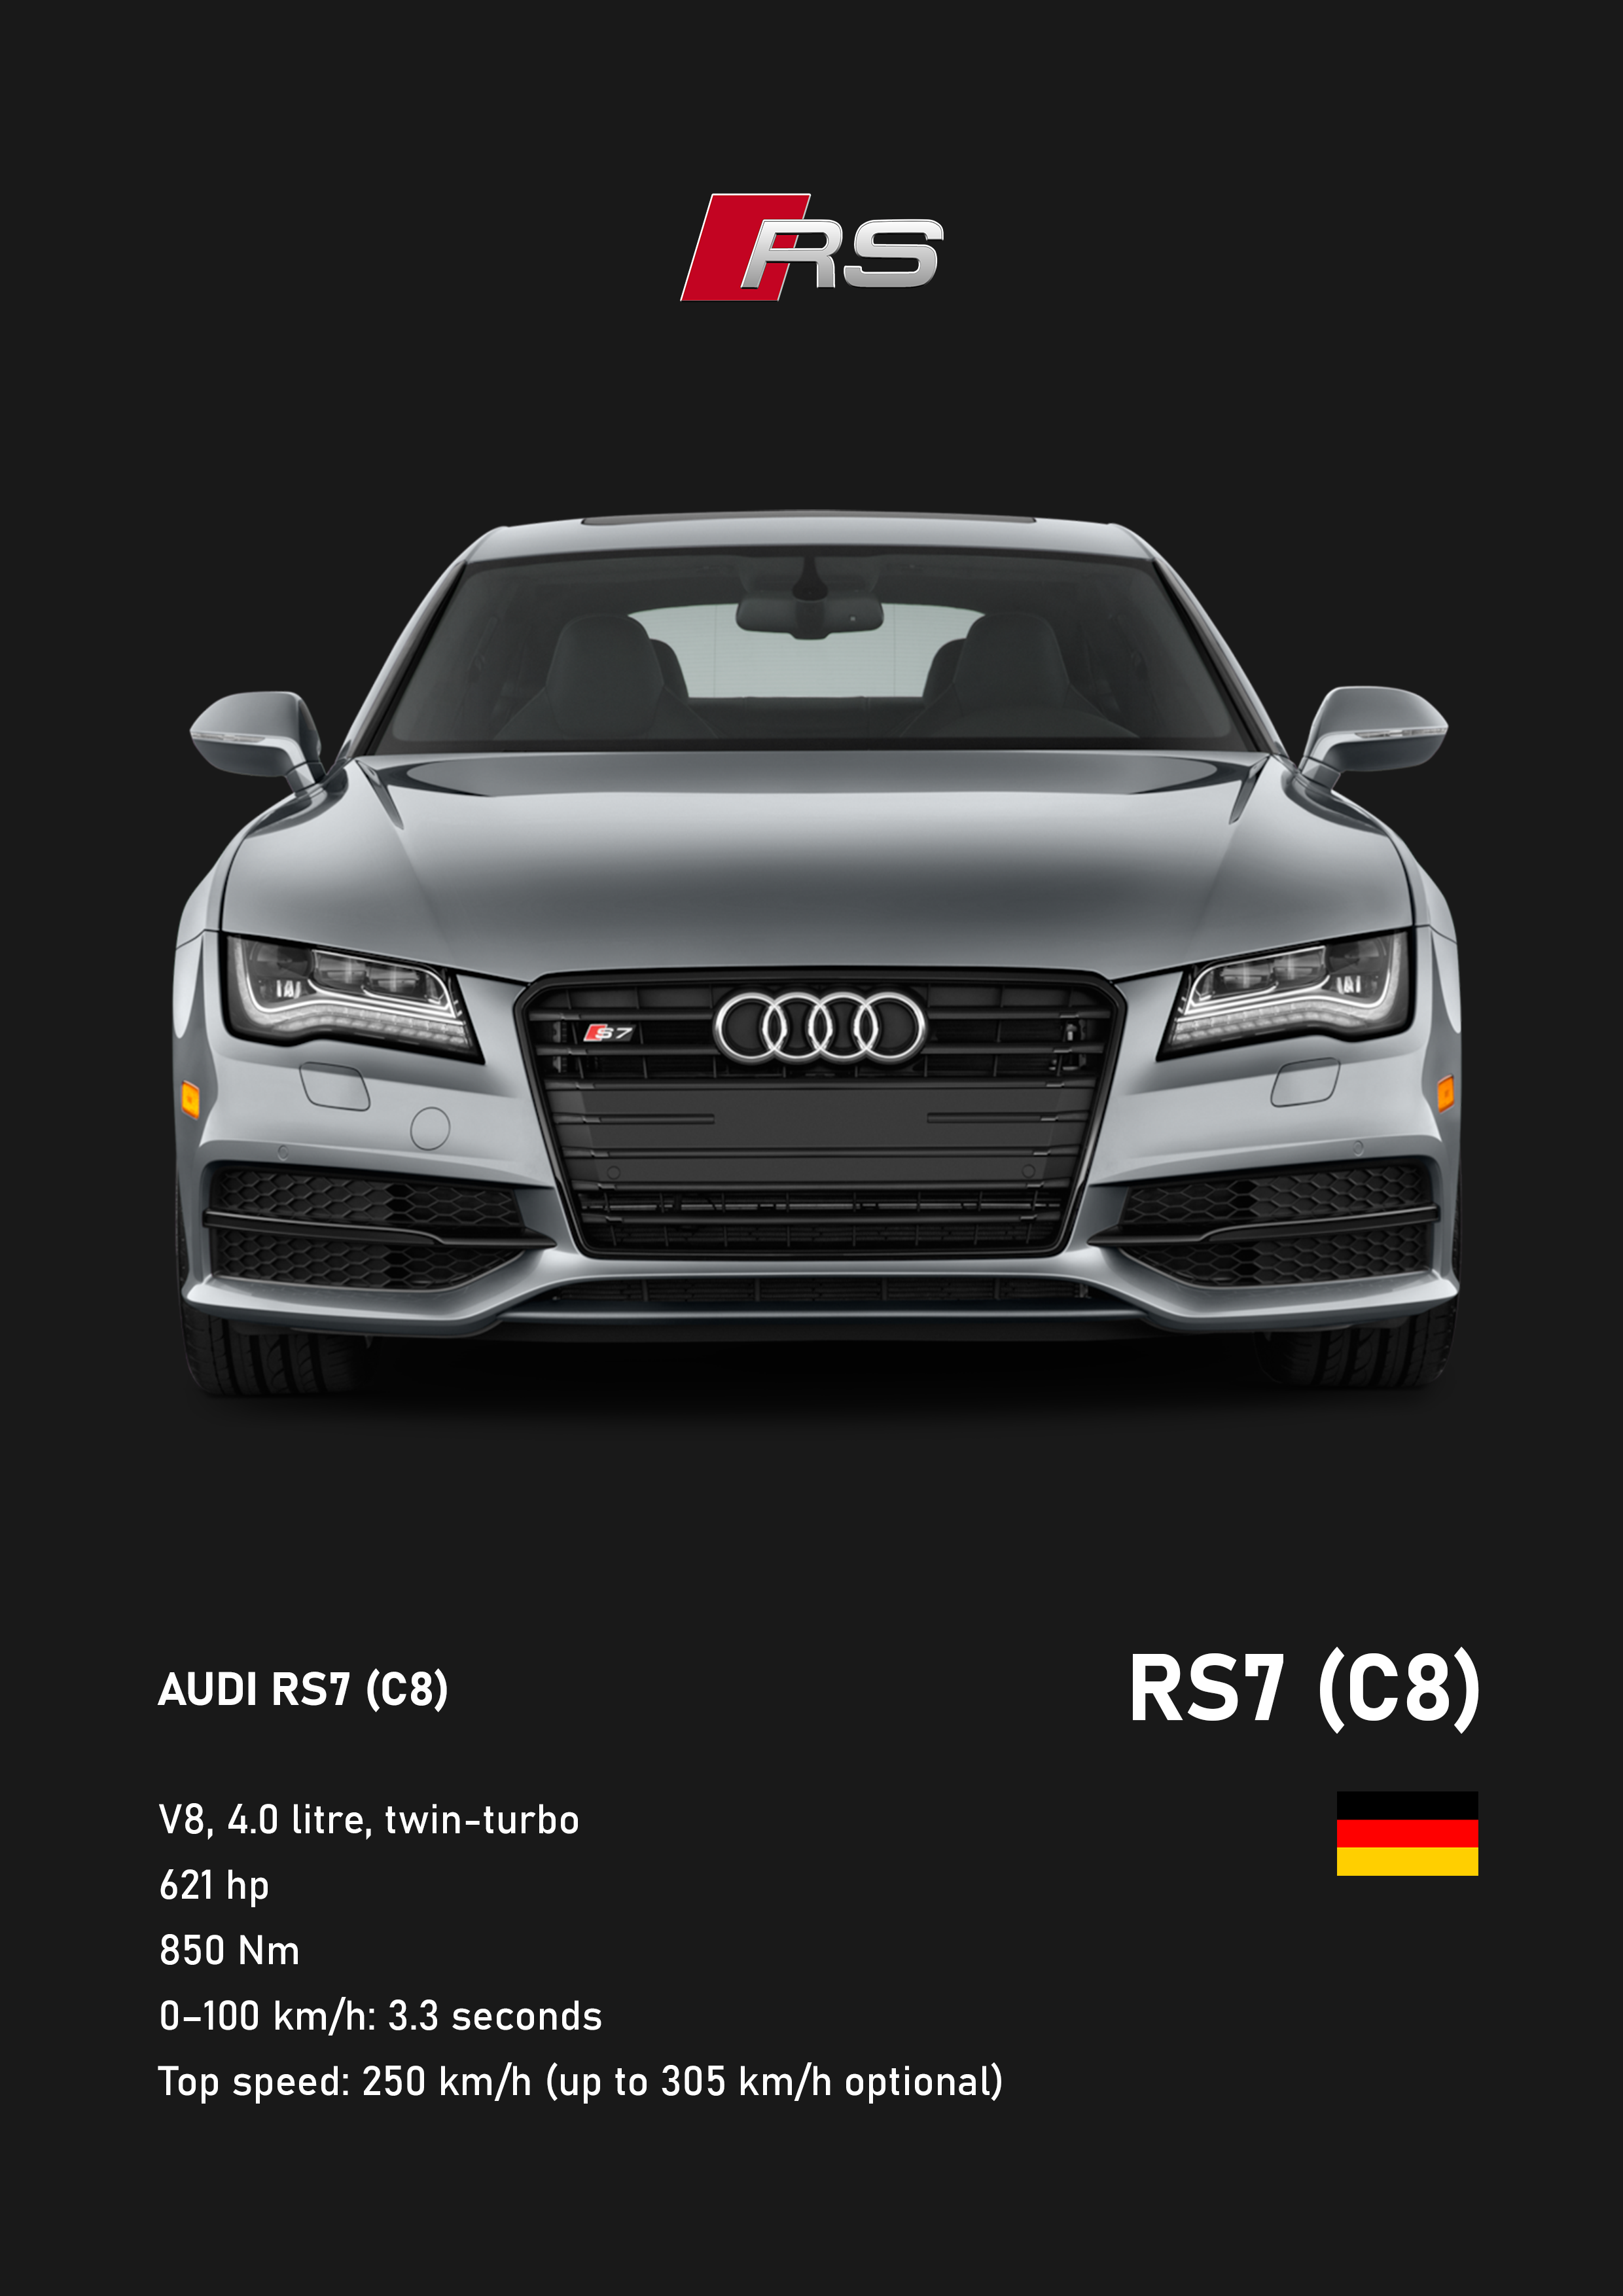 RS
S7
AUDI RS7 (C8)
RS7 (C8)
V8, 4.0 litre, twin-turbo
621 hp
850 Nm
0–100 km/h: 3.3 seconds
Top speed: 250 km/h (up to 305 km/h optional)